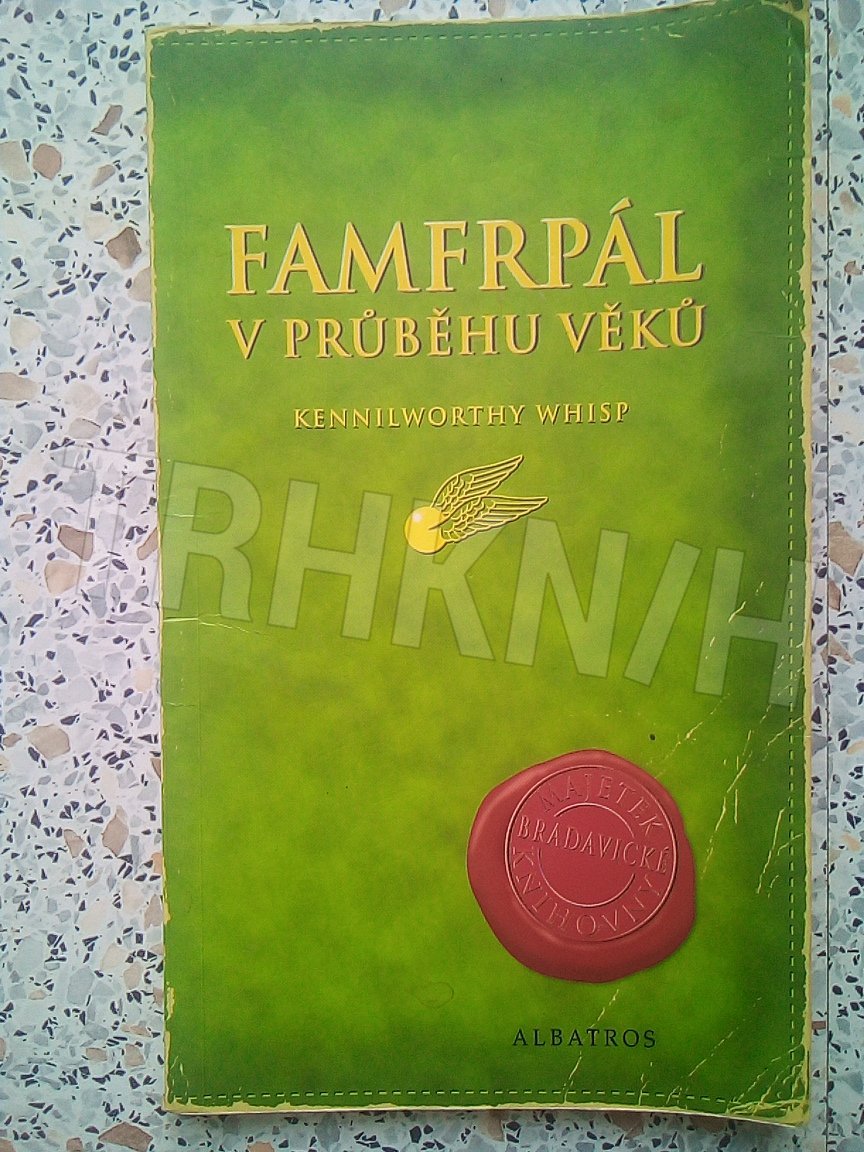 FAMFRPÁL
V PRŮBĚHU VĚKŮ
KENNILWORTHY WHISP
TRHKNIH
MAJETEK
BRADAVICKÉ
KNIHOVNY
ALBATROS